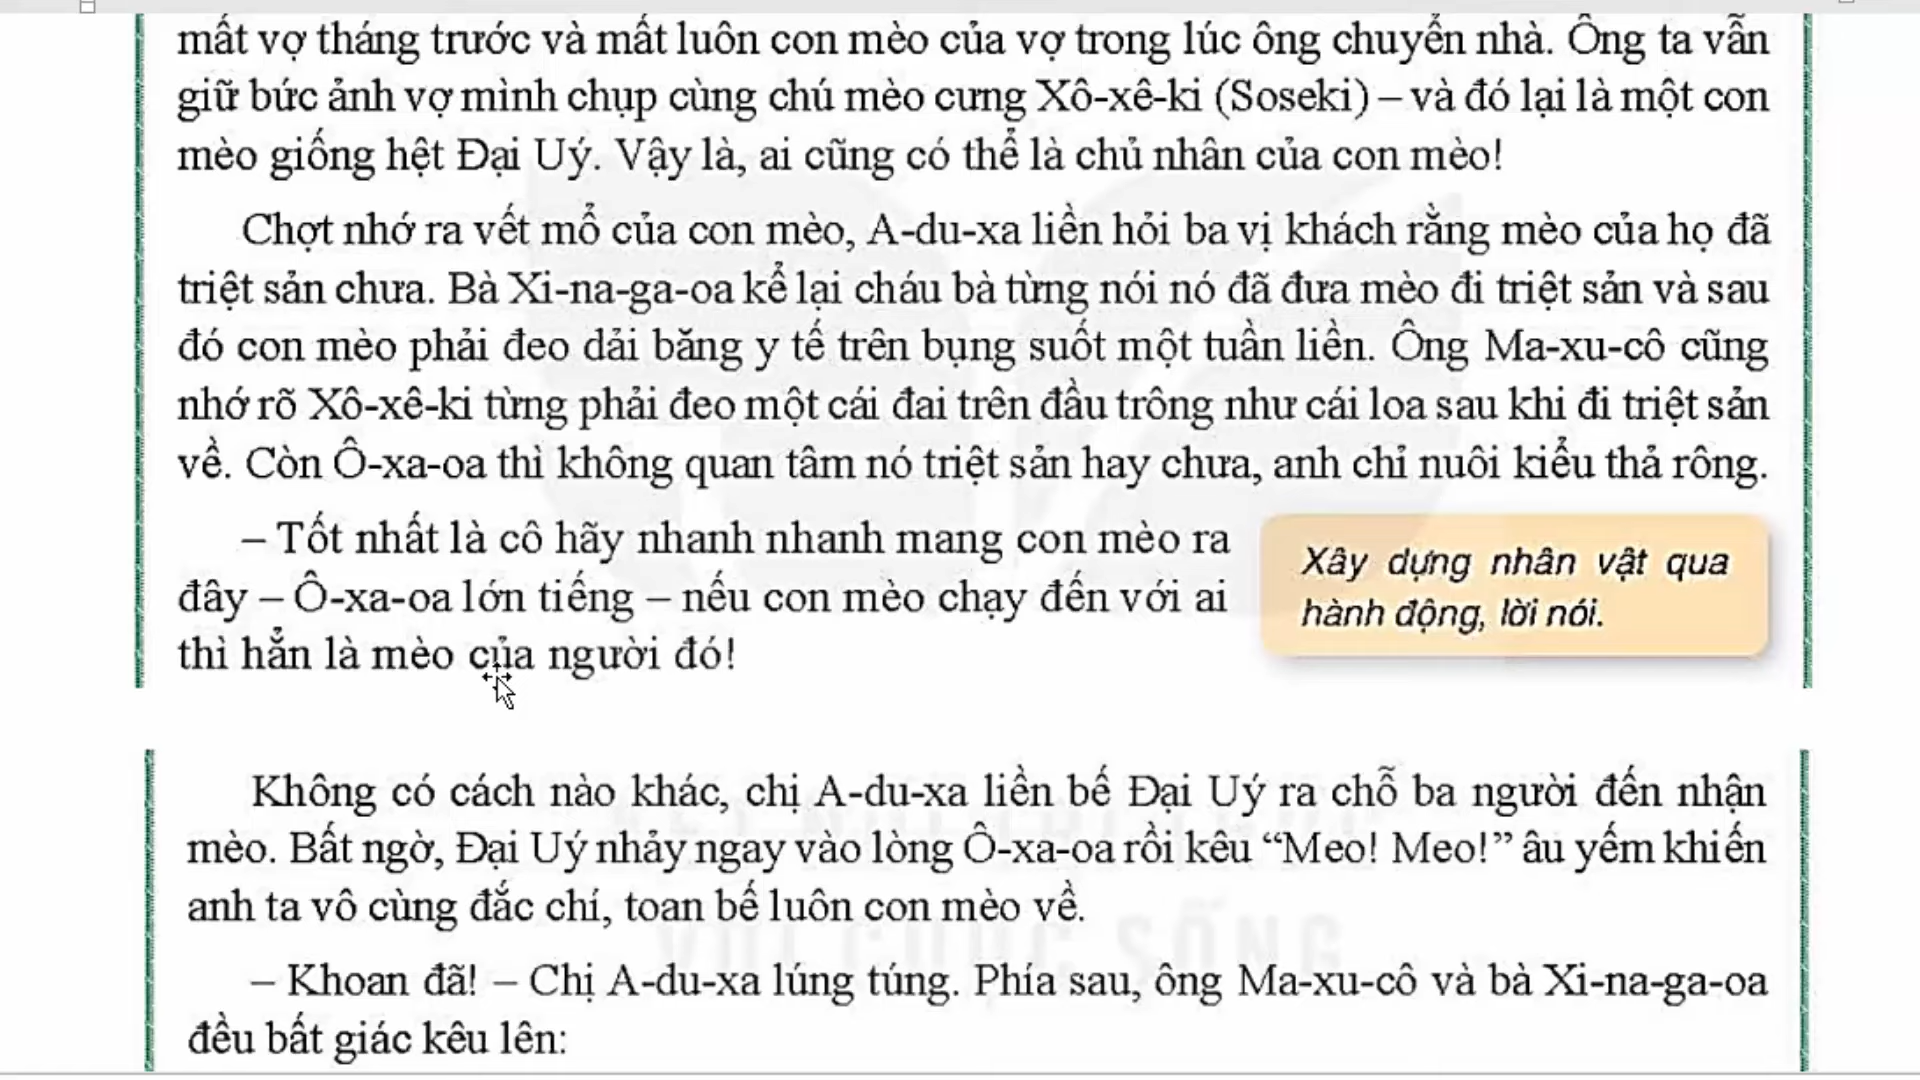 mất vợ tháng trước và mất luôn con mèo của vợ trong lúc ông chuyển nhà. Ông ta vẫn
giữ bức ảnh vợ mình chụp cùng chú mèo cưng Xô-xê-ki (Soseki) – và đó lại là một con
mèo giống hệt Đại Uý. Vậy là, ai cũng có thể là chủ nhân của con mèo!
Chợt nhớ ra vết mổ của con mèo, A-du-xa liền hỏi ba vị khách rằng mèo của họ đã
triệt sản chưa. Bà Xi-na-ga-oa kể lại cháu bà từng nói nó đã đưa mèo đi triệt sản và sau
đó con mèo phải đeo dải băng y tế trên bụng suốt một tuần liền. Ông Ma-xu-cô cũng
nhớ rõ Xô-xê-ki từng phải đeo một cái đai trên đầu trông như cái loa sau khi đi triệt sản
về. Còn Ô-xa-oa thì không quan tâm nó triệt sản hay chưa, anh chỉ nuôi kiểu thả rông.
– Tốt nhất là cô hãy nhanh nhanh mang con mèo ra
đây – Ô-xa-oa lớn tiếng – nếu con mèo chạy đến với ai
thì hẳn là mèo của người đó!
Xây dựng nhân vật qua
hành động, lời nói.
Không có cách nào khác, chị A-du-xa liền bế Đại Uý ra chỗ ba người đến nhận
mèo. Bất ngờ, Đại Uý nhảy ngay vào lòng Ô-xa-oa rồi kêu “Meo! Meo!” âu yếm khiến
anh ta vô cùng đắc chí, toan bế luôn con mèo về.
– Khoan đã! – Chị A-du-xa lúng túng. Phía sau, ông Ma-xu-cô và bà Xi-na-ga-oa
đều bất giác kêu lên:
KẾT NỐI TRI THỨC
VỚI CUỘC SỐNG